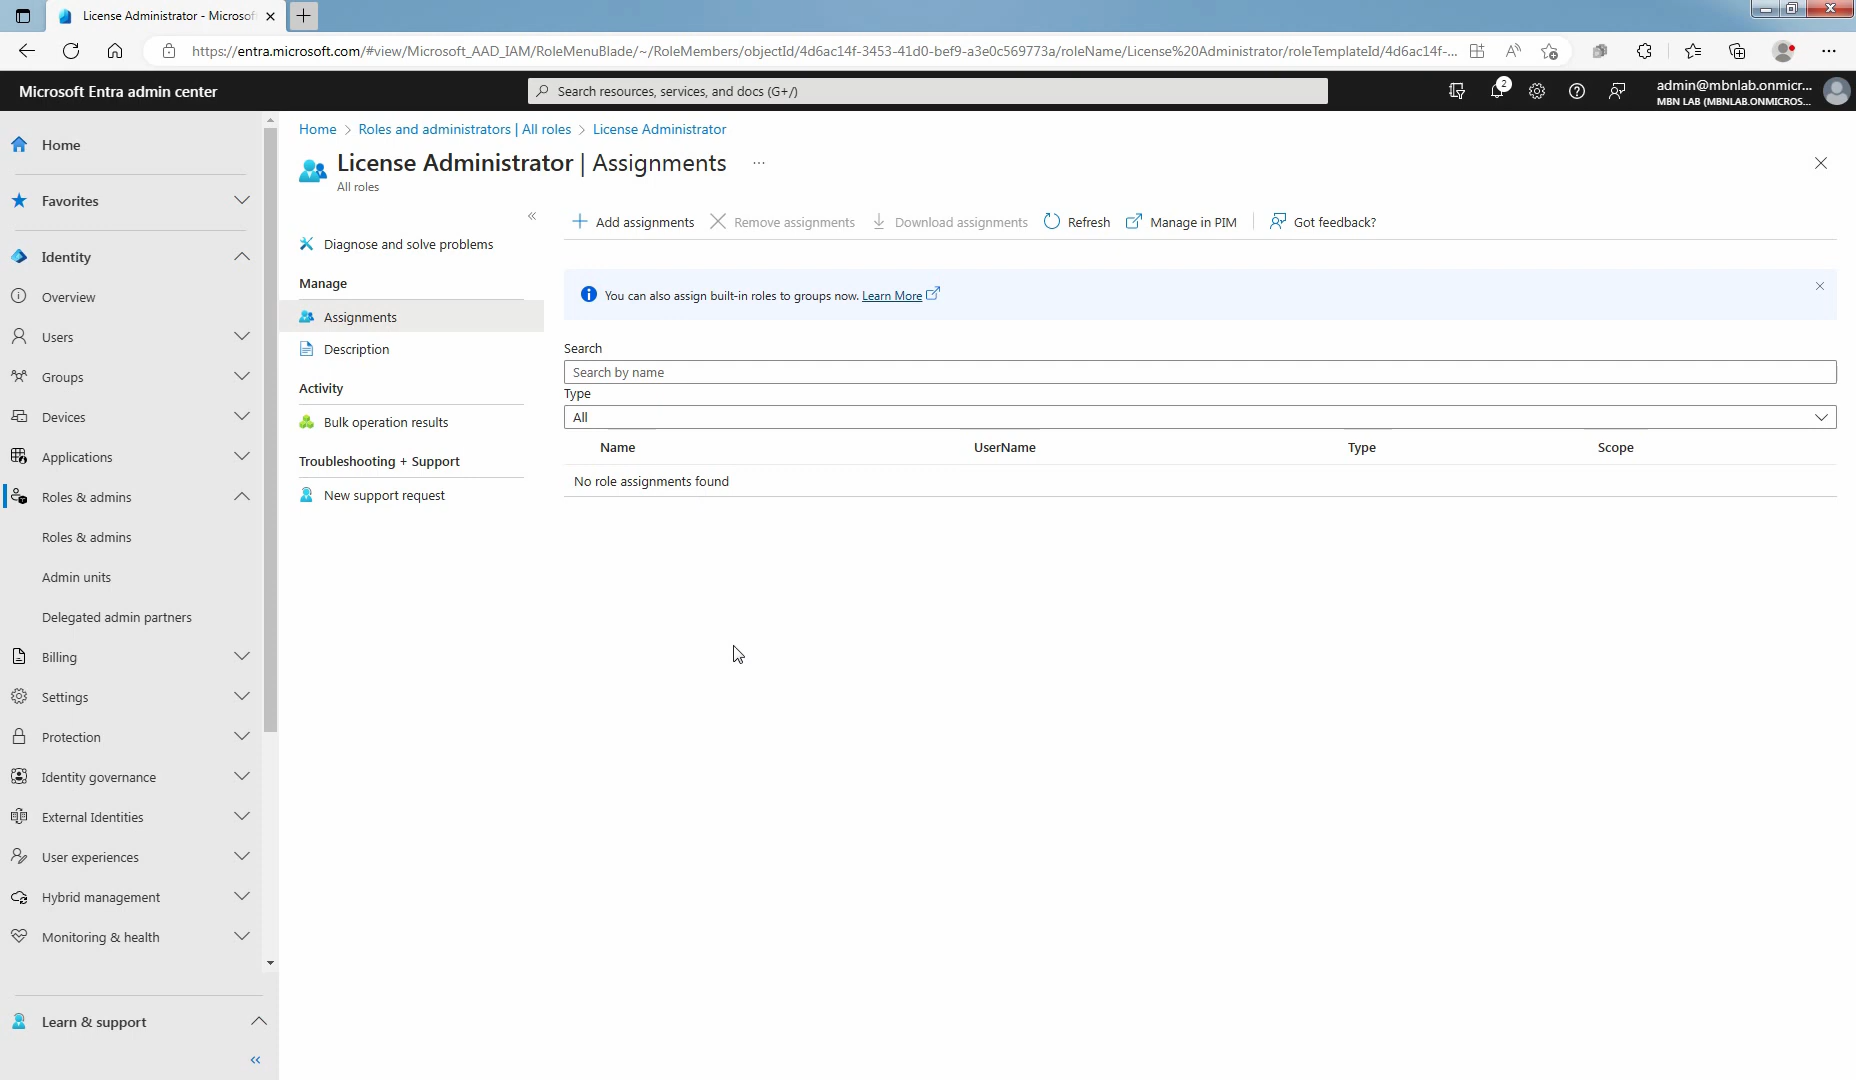 License Administrator - Microsof
https://entra.microsoft.com/#view/Microsoft_AAD_IAM/RoleMenuBlade/~/RoleMembers/objectId/4d6ac14f-3453-41d0-bef9-a3e0c569773a/roleName/License%20Administrator/roleTemplateId/4d6ac14f-...
Microsoft Entra admin center
Search resources, services, and docs (G+/)
2
admin@mbnlab.onmicr...
MBN LAB (MBNLAB.ONMICROS...
Home
Favorites
Identity
Overview
Users
Groups
Devices
Applications
Roles & admins
Roles & admins
Admin units
Delegated admin partners
Billing
Settings
Protection
Identity governance
External Identities
User experiences
Hybrid management
Monitoring & health
Learn & support
Home > Roles and administrators | All roles > License Administrator
License Administrator | Assignments ...
All roles
Diagnose and solve problems
Manage
Assignments
Description
Activity
Bulk operation results
Troubleshooting + Support
New support request
Add assignments Remove assignments Download assignments Refresh Manage in PIM Got feedback?
You can also assign built-in roles to groups now. Learn More
Search
Search by name
Type
All
Name UserName Type Scope
No role assignments found